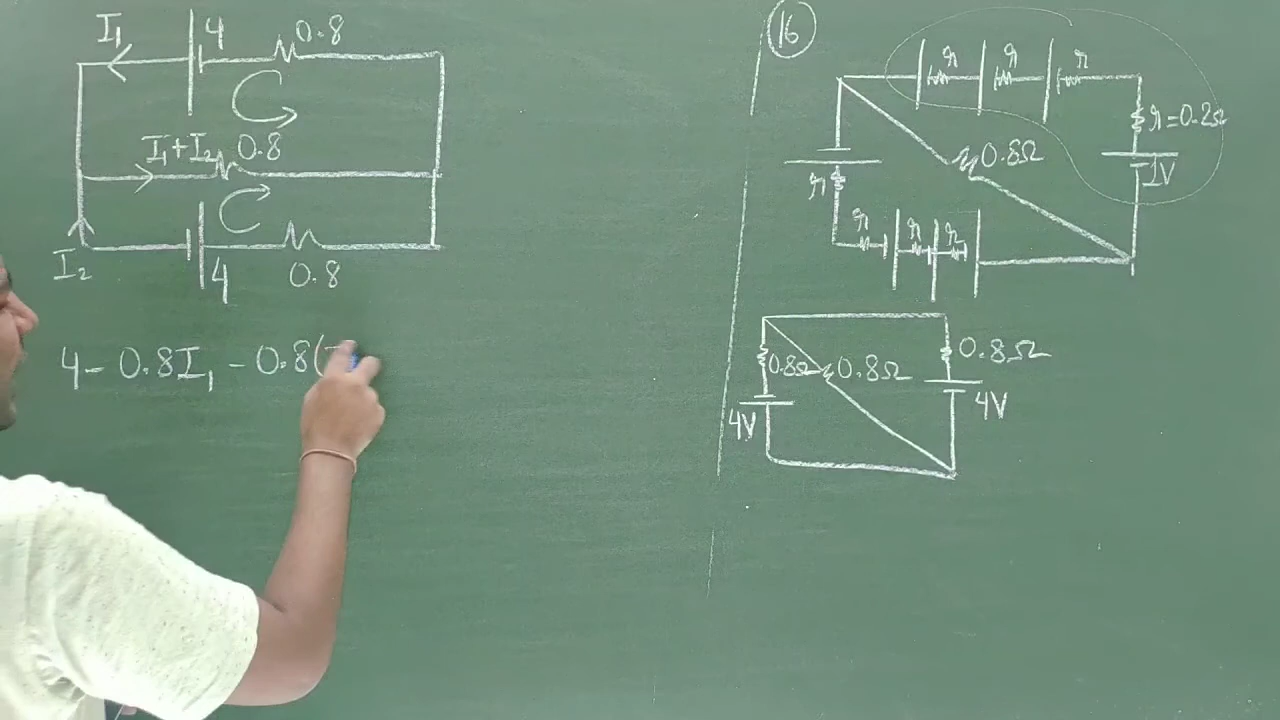 I₁ 4 0.8
I₁+I₂ 0.8
I₂ 4 0.8
4 - 0.8I₁ - 0.8(
16
r r r
r=0.2Ω
0.8Ω
1V
r
r r r
0.8Ω 0.8Ω 0.8Ω
4V 4V